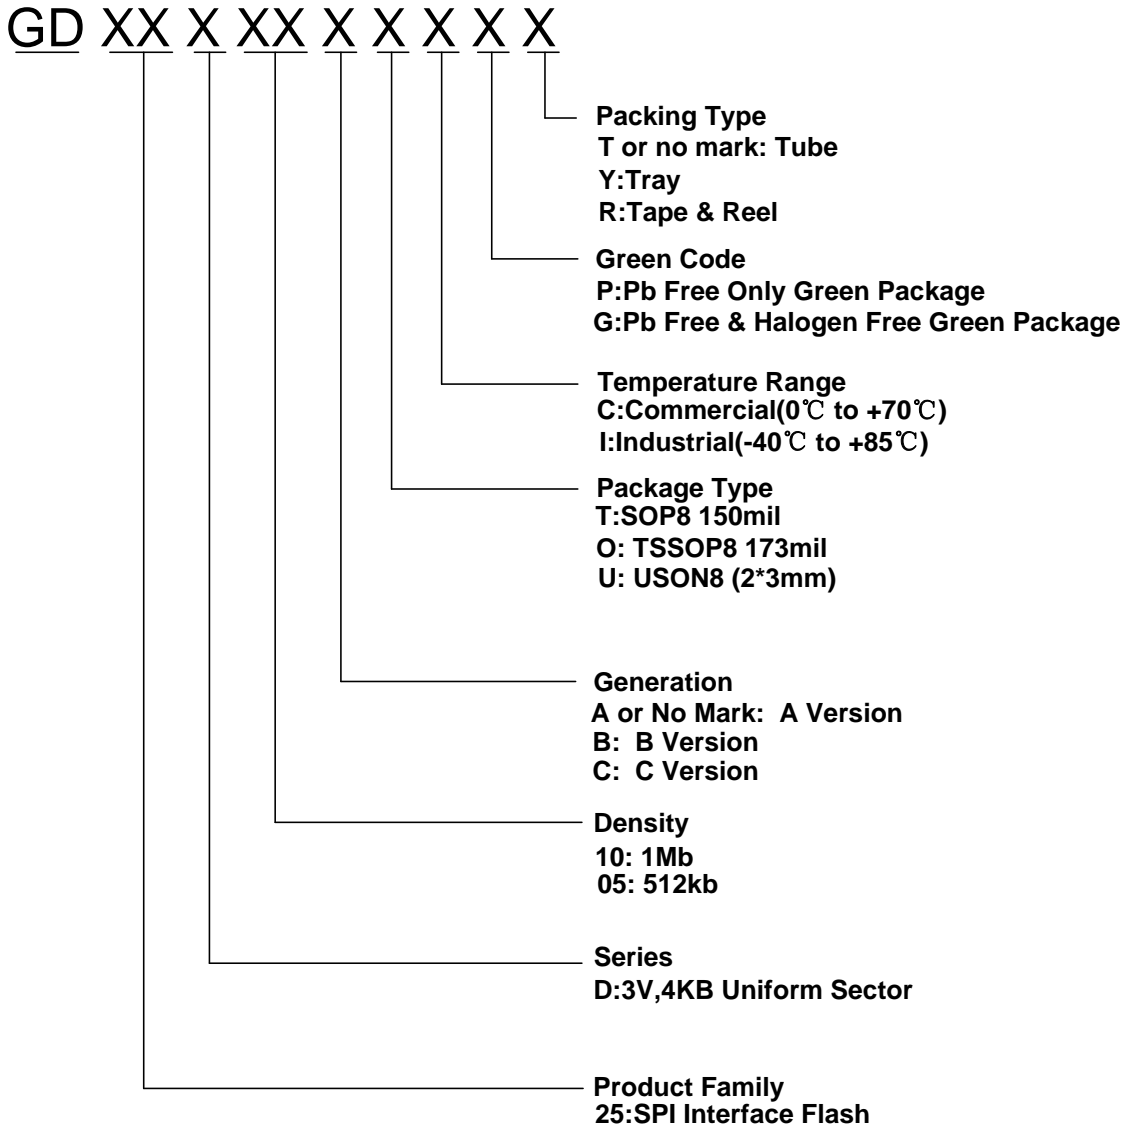 GD XX X XX X X X X X
Packing Type
T or no mark: Tube
Y:Tray
R:Tape & Reel
Green Code
P:Pb Free Only Green Package
G:Pb Free & Halogen Free Green Package
Temperature Range
C:Commercial(0℃ to +70℃)
I:Industrial(-40℃ to +85℃)
Package Type
T:SOP8 150mil
O: TSSOP8 173mil
U: USON8 (2*3mm)
Generation
A or No Mark:  A Version
B:  B Version
C:  C Version
Density
10: 1Mb
05: 512kb
Series
D:3V,4KB Uniform Sector
Product Family
25:SPI Interface Flash